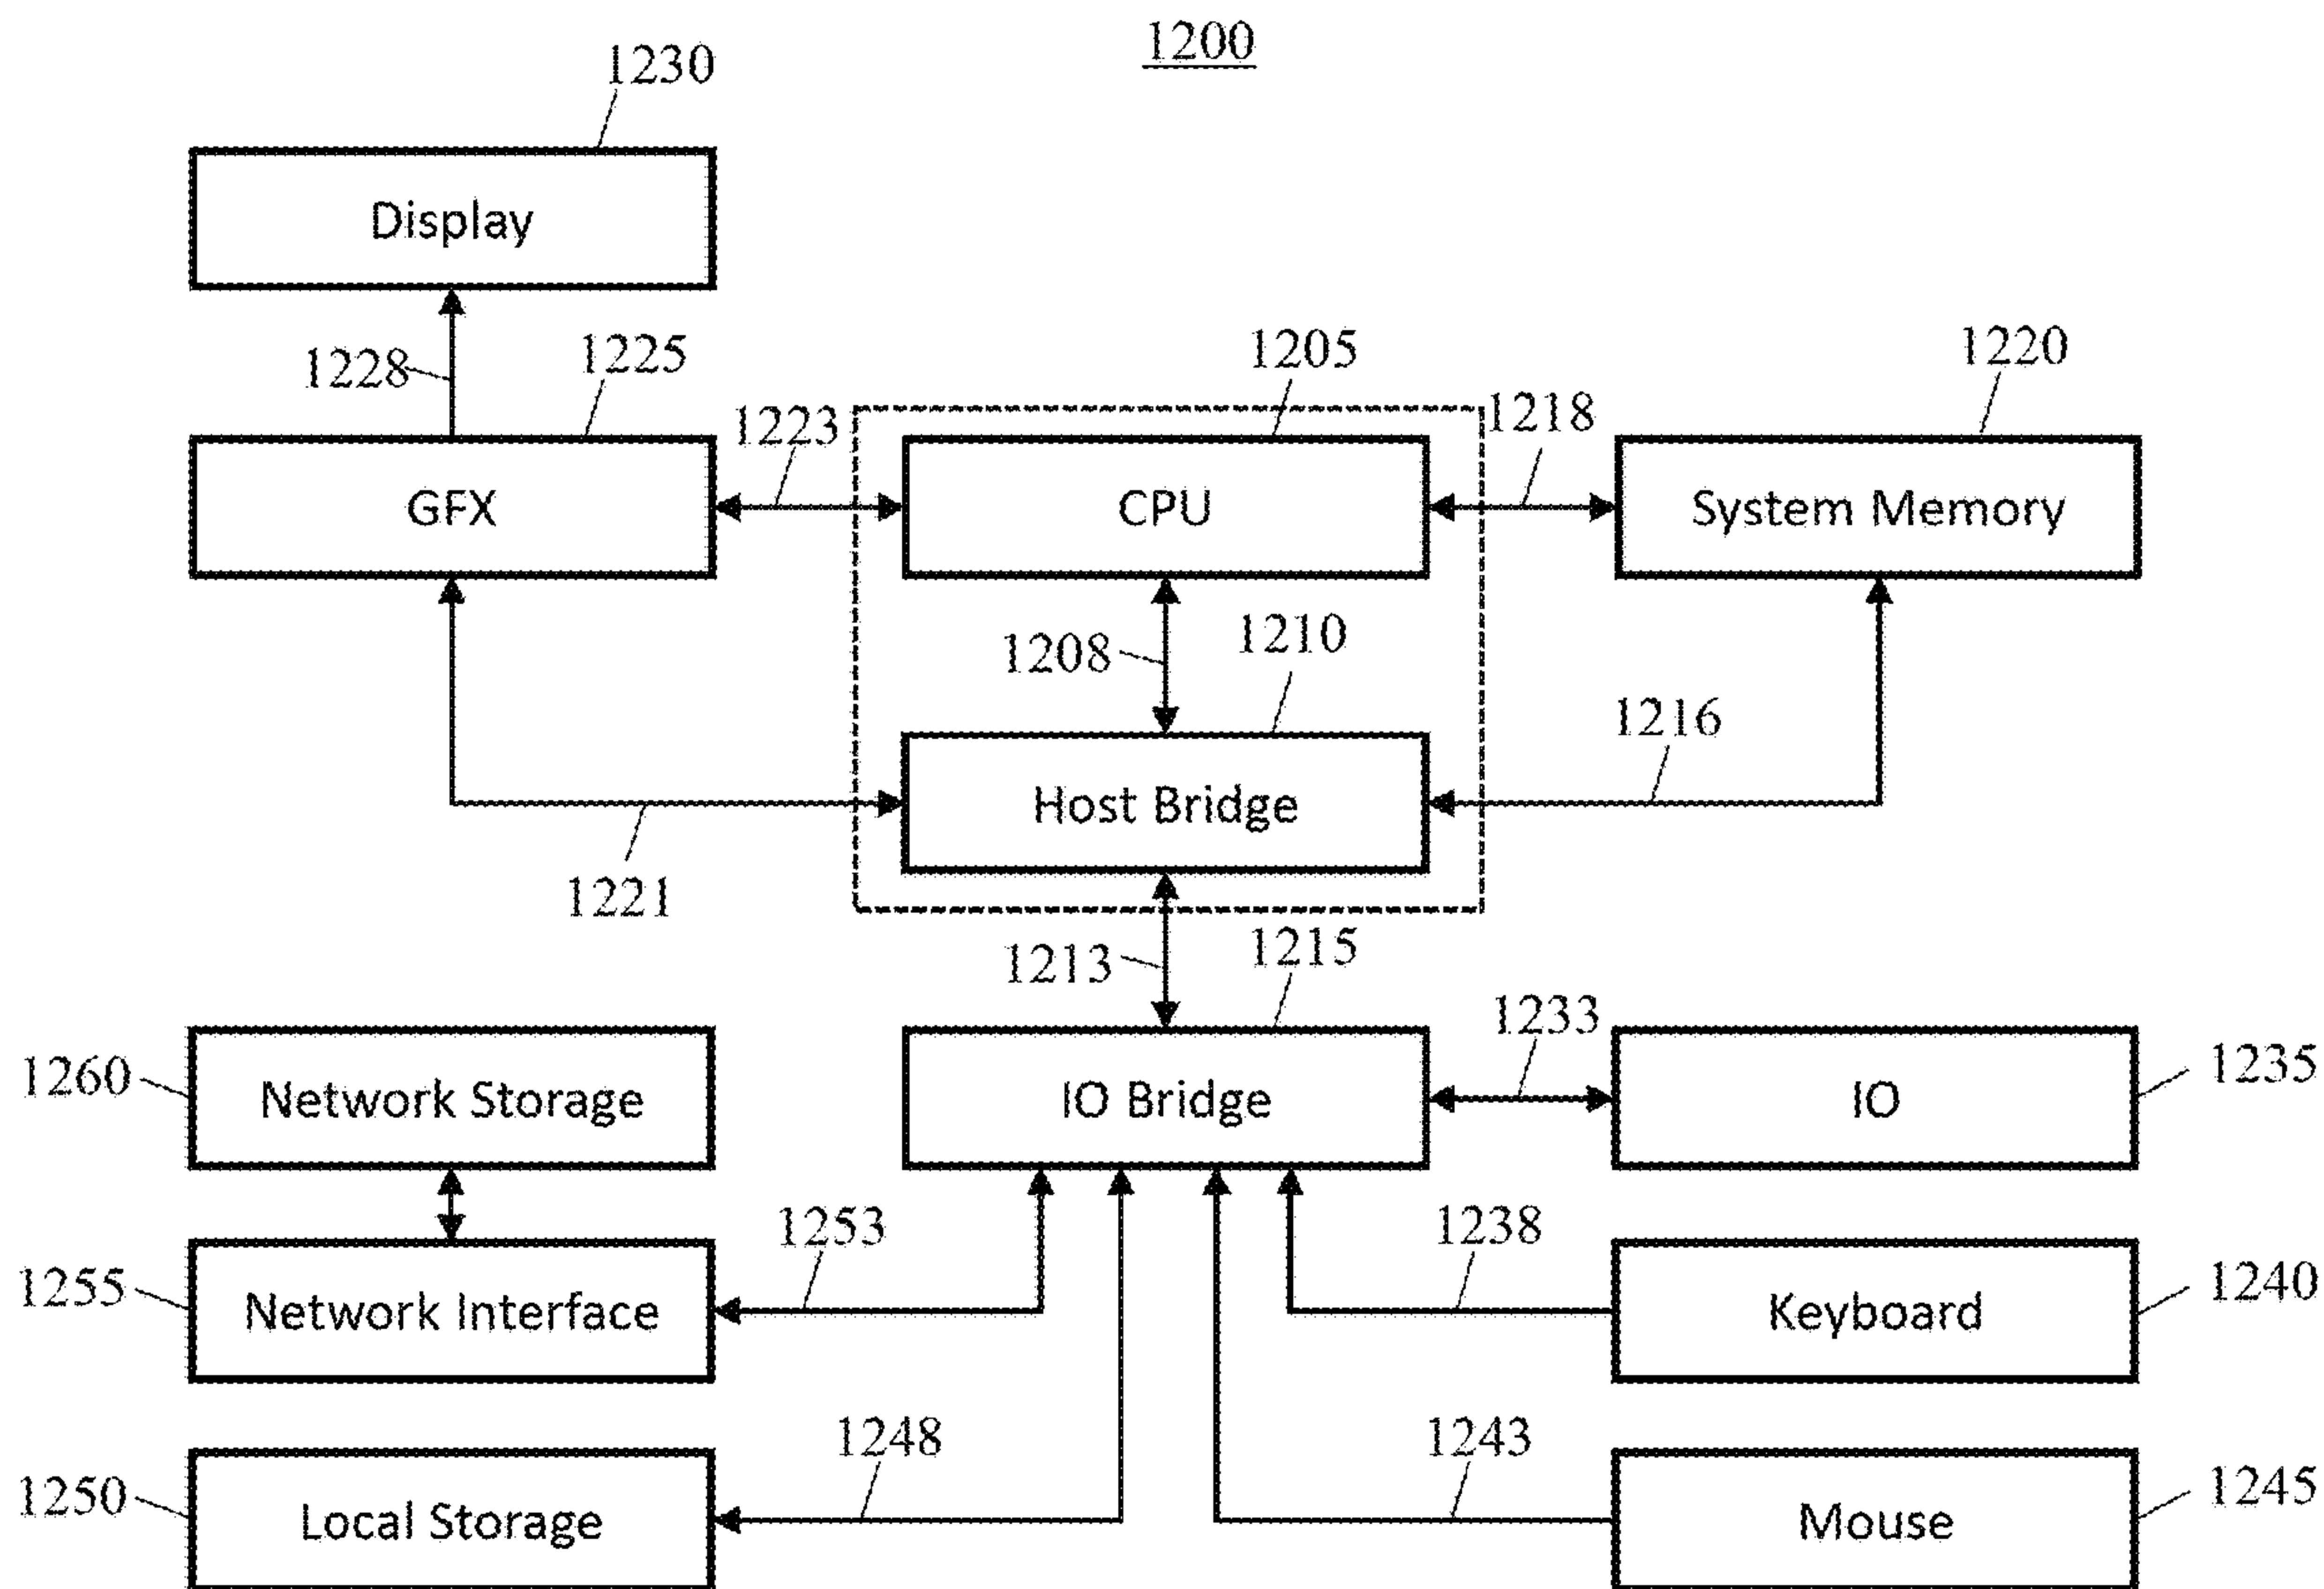 1200
1230
Display
1228
1225
1205
1220
1223
1218
GFX
CPU
System Memory
1208
1210
1216
Host Bridge
1221
1213
1215
1233
1260
Network Storage
IO Bridge
IO
1235
1253
1238
1255
Network Interface
Keyboard
1240
1248
1243
1250
Local Storage
Mouse
1245